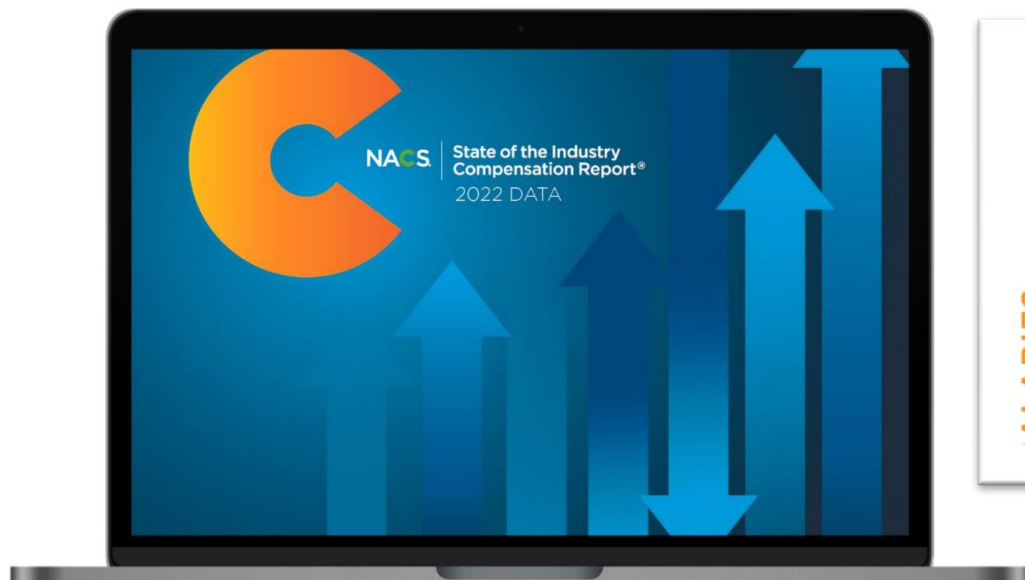 NACS
State of the Industry
Compensation Report®
2022 DATA